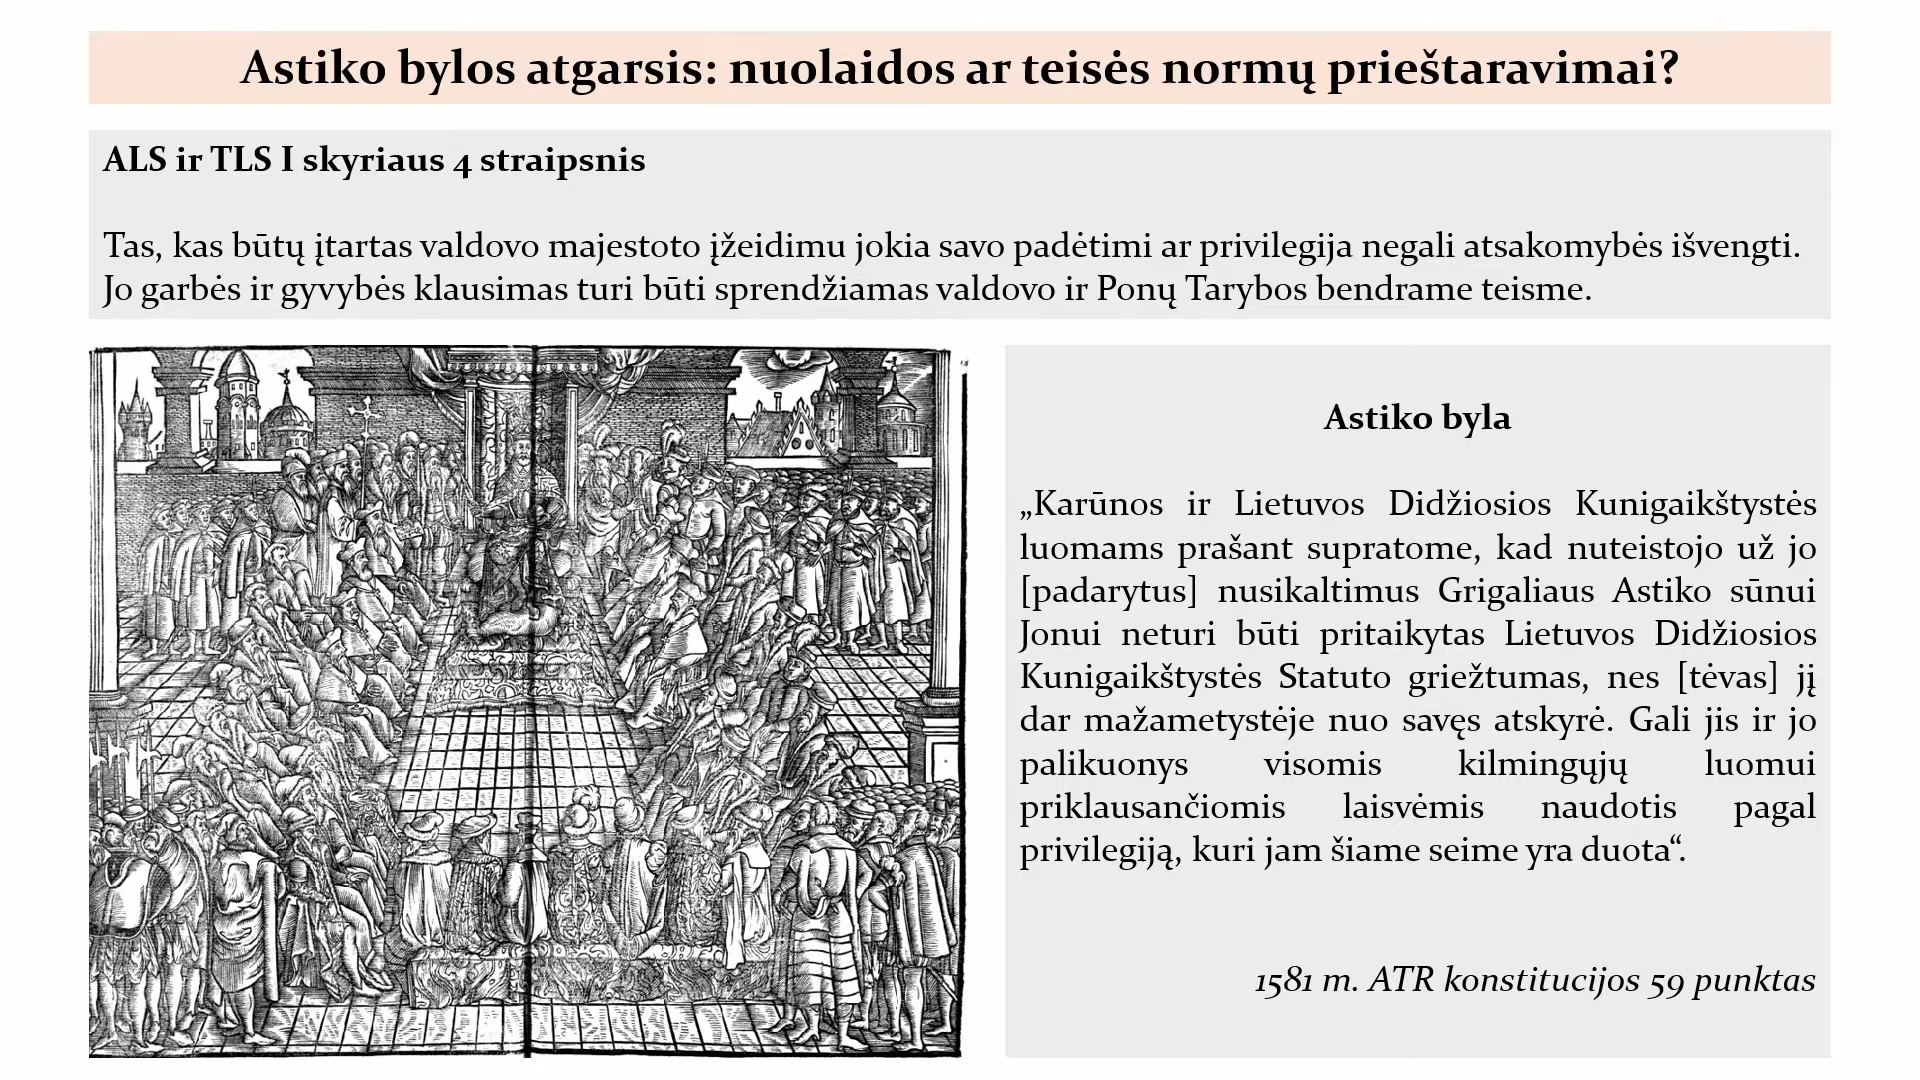 Astiko bylos atgarsis: nuolaidos ar teisės normų prieštaravimai?
ALS ir TLS I skyriaus 4 straipsnis
Tas, kas būtų įtartas valdovo majestoto įžeidimu jokia savo padėtimi ar privilegija negali atsakomybės išvengti.
Jo garbės ir gyvybės klausimas turi būti sprendžiamas valdovo ir Ponų Tarybos bendrame teisme.
Astiko byla
„Karūnos ir Lietuvos Didžiosios Kunigaikštystės
luomams prašant supratome, kad nuteistojo už jo
[padarytus] nusikaltimus Grigaliaus Astiko sūnui
Jonui neturi būti pritaikytas Lietuvos Didžiosios
Kunigaikštystės Statuto griežtumas, nes [tėvas] jį
dar mažametystėje nuo savęs atskyrė. Gali jis ir jo
palikuonys visomis kilmingųjų luomui
priklausančiomis laisvėmis naudotis pagal
privilegiją, kuri jam šiame seime yra duota“.
1581 m. ATR konstitucijos 59 punktas